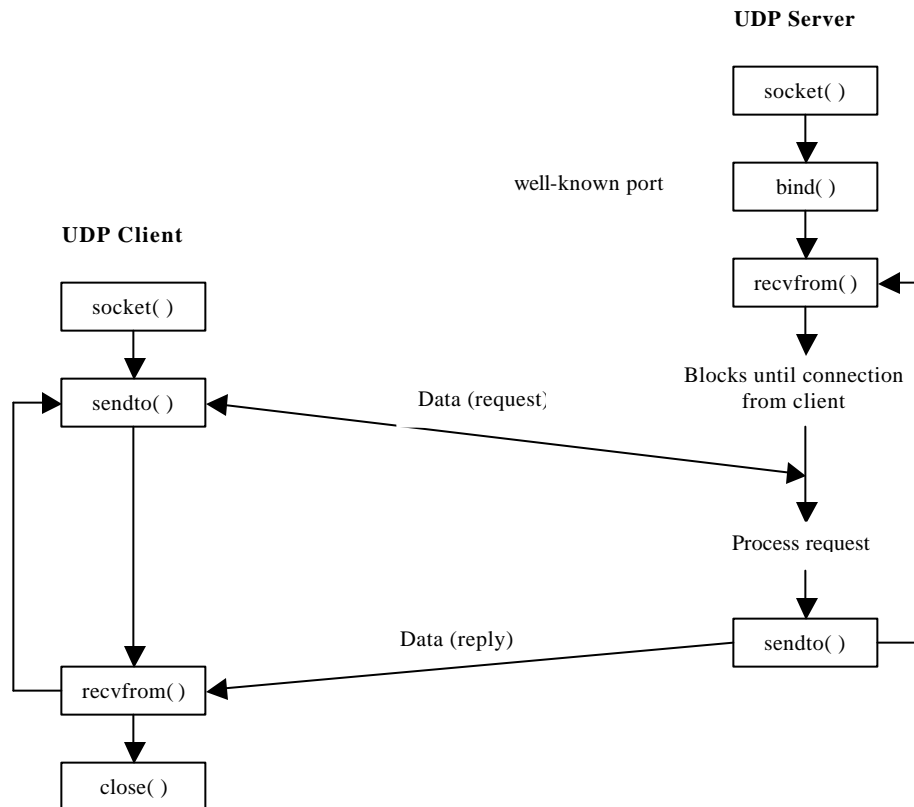 UDP Server
socket( )
well-known port
bind( )
UDP Client
recvfrom( )
socket( )
Blocks until connection
from client
sendto( )
Data (request)
Process request
Data (reply)
sendto( )
recvfrom( )
close( )